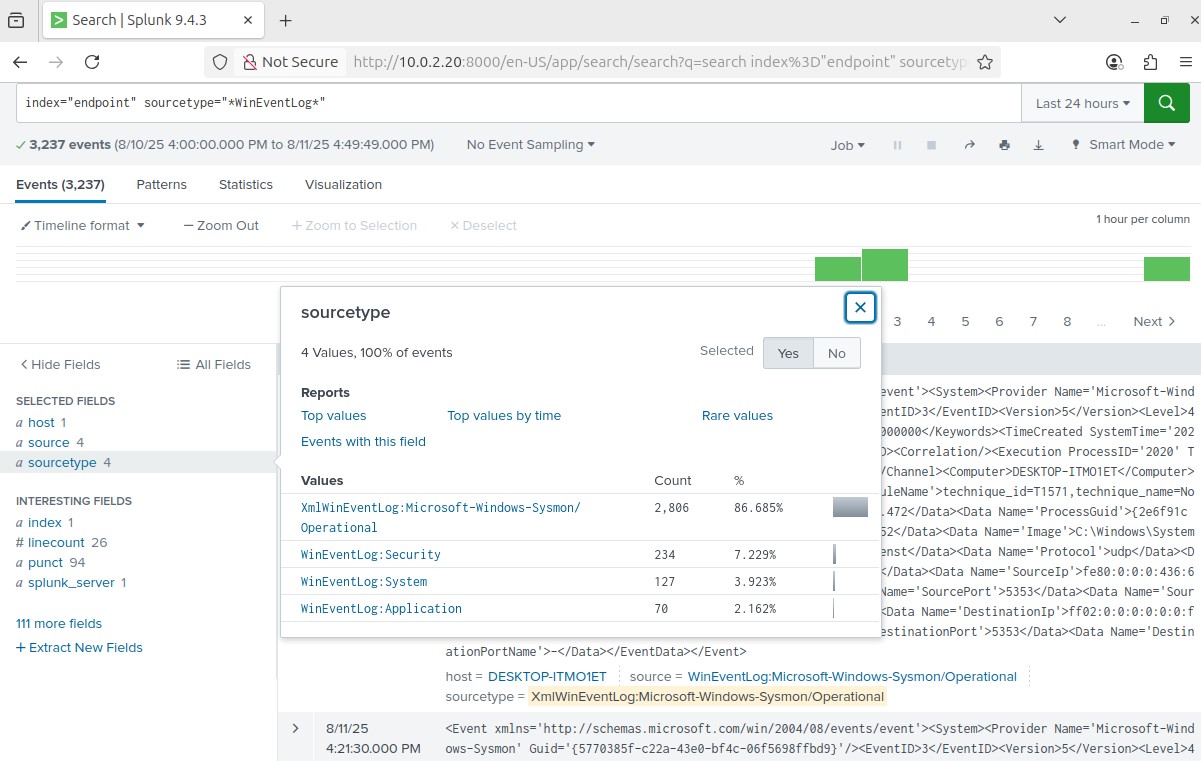 Search | Splunk 9.4.3
Not Secure http://10.0.2.20:8000/en-US/app/search/search?q=search index%3D"endpoint" sourcetyp
index="endpoint" sourcetype="*WinEventLog*"
Last 24 hours
3,237 events (8/10/25 4:00:00.000 PM to 8/11/25 4:49:49.000 PM) No Event Sampling Job Smart Mode
Events (3,237) Patterns Statistics Visualization
Timeline format — Zoom Out + Zoom to Selection × Deselect 1 hour per column
3 4 5 6 7 8 ... Next >
< Hide Fields All Fields
SELECTED FIELDS
a host 1
a source 4
a sourcetype 4
INTERESTING FIELDS
a index 1
# linecount 26
a punct 94
a splunk_server 1
111 more fields
+ Extract New Fields
sourcetype
4 Values, 100% of events Selected Yes No
Reports
Top values Top values by time Rare values
Events with this field
Values Count %
XmlWinEventLog:Microsoft-Windows-Sysmon/ 2,806 86.685%
Operational
WinEventLog:Security 234 7.229%
WinEventLog:System 127 3.923%
WinEventLog:Application 70 2.162%
event'><System><Provider Name='Microsoft-Wind
entID>3</EventID><Version>5</Version><Level>4
000000</Keywords><TimeCreated SystemTime='202
D><Correlation/><Execution ProcessID='2020' T
/Channel><Computer>DESKTOP-ITMO1ET</Computer>
uleName'>technique_id=T1571,technique_name=No
.472</Data><Data Name='ProcessGuid'>{2e6f91c
52</Data><Data Name='Image'>C:\Windows\System
enst</Data><Data Name='Protocol'>udp</Data><D
</Data><Data Name='SourceIp'>fe80:0:0:0:436:6
Name='SourcePort'>5353</Data><Data Name='Sour
<Data Name='DestinationIp'>ff02:0:0:0:0:0:0:f
estinationPort'>5353</Data><Data Name='Destin
ationPortName'>-</Data></EventData></Event>
host = DESKTOP-ITMO1ET source = WinEventLog:Microsoft-Windows-Sysmon/Operational
sourcetype = XmlWinEventLog:Microsoft-Windows-Sysmon/Operational
8/11/25 <Event xmlns='http://schemas.microsoft.com/win/2004/08/events/event'><System><Provider Name='Microsoft-Wind
4:21:30.000 PM ows-Sysmon' Guid='{5770385f-c22a-43e0-bf4c-06f5698ffbd9}'/><EventID>3</EventID><Version>5</Version><Level>4